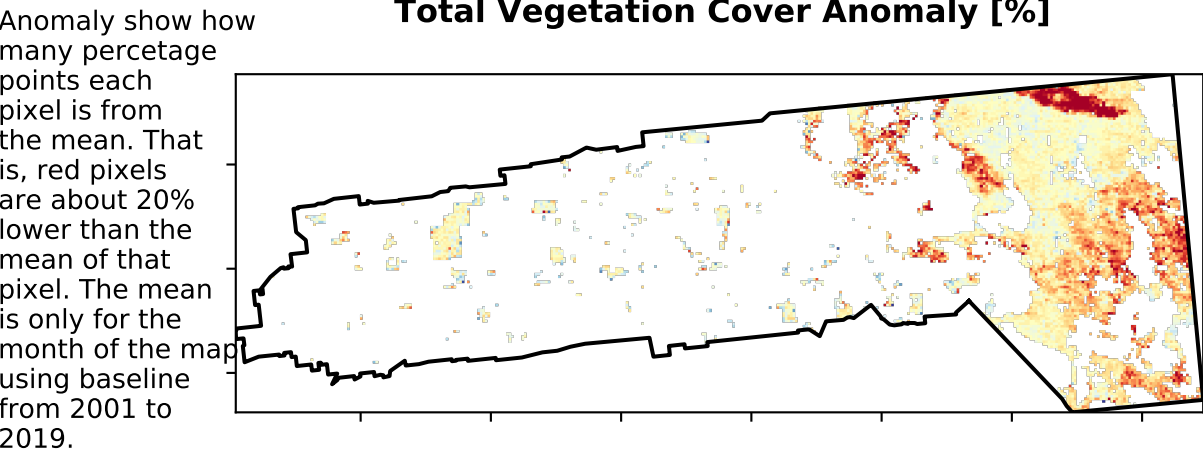 Total Vegetation Cover Anomaly [%]
Anomaly show how
many percetage
points each
pixel is from
the mean. That
is, red pixels
are about 20%
lower than the
mean of that
pixel. The mean
is only for the
month of the map
using baseline
from 2001 to
2019.